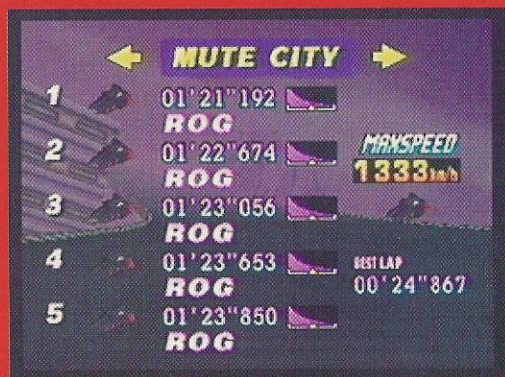 MUTE CITY
1 01'21"192
ROG
2 01'22"674
ROG
MAXSPEED
1333km/h
3 01'23"056
ROG
4 01'23"653
ROG
BEST LAP
00'24"867
5 01'23"850
ROG